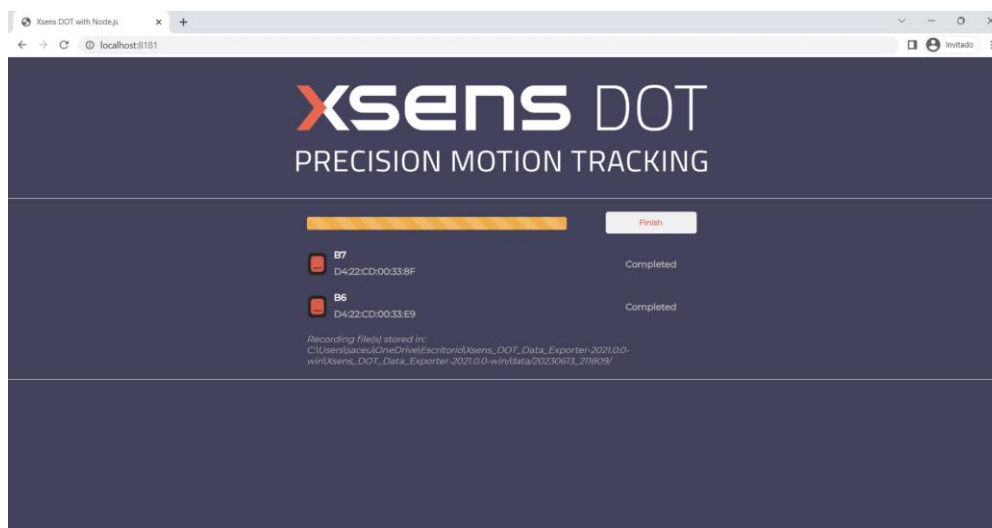 Xsens DOT with Node.js
localhost:8181
Invitado
xsens DOT
PRECISION MOTION TRACKING
Finish
B7
D4:22:CD:00:33:8F
Completed
B6
D4:22:CD:00:33:E9
Completed
Recording file(s) stored in:
C:\Users\saceu\OneDrive\Escritorio\Xsens_DOT_Data_Exporter-2021.0.0-
win\Xsens_DOT_Data_Exporter-2021.0.0-win/data/20230613_211809/